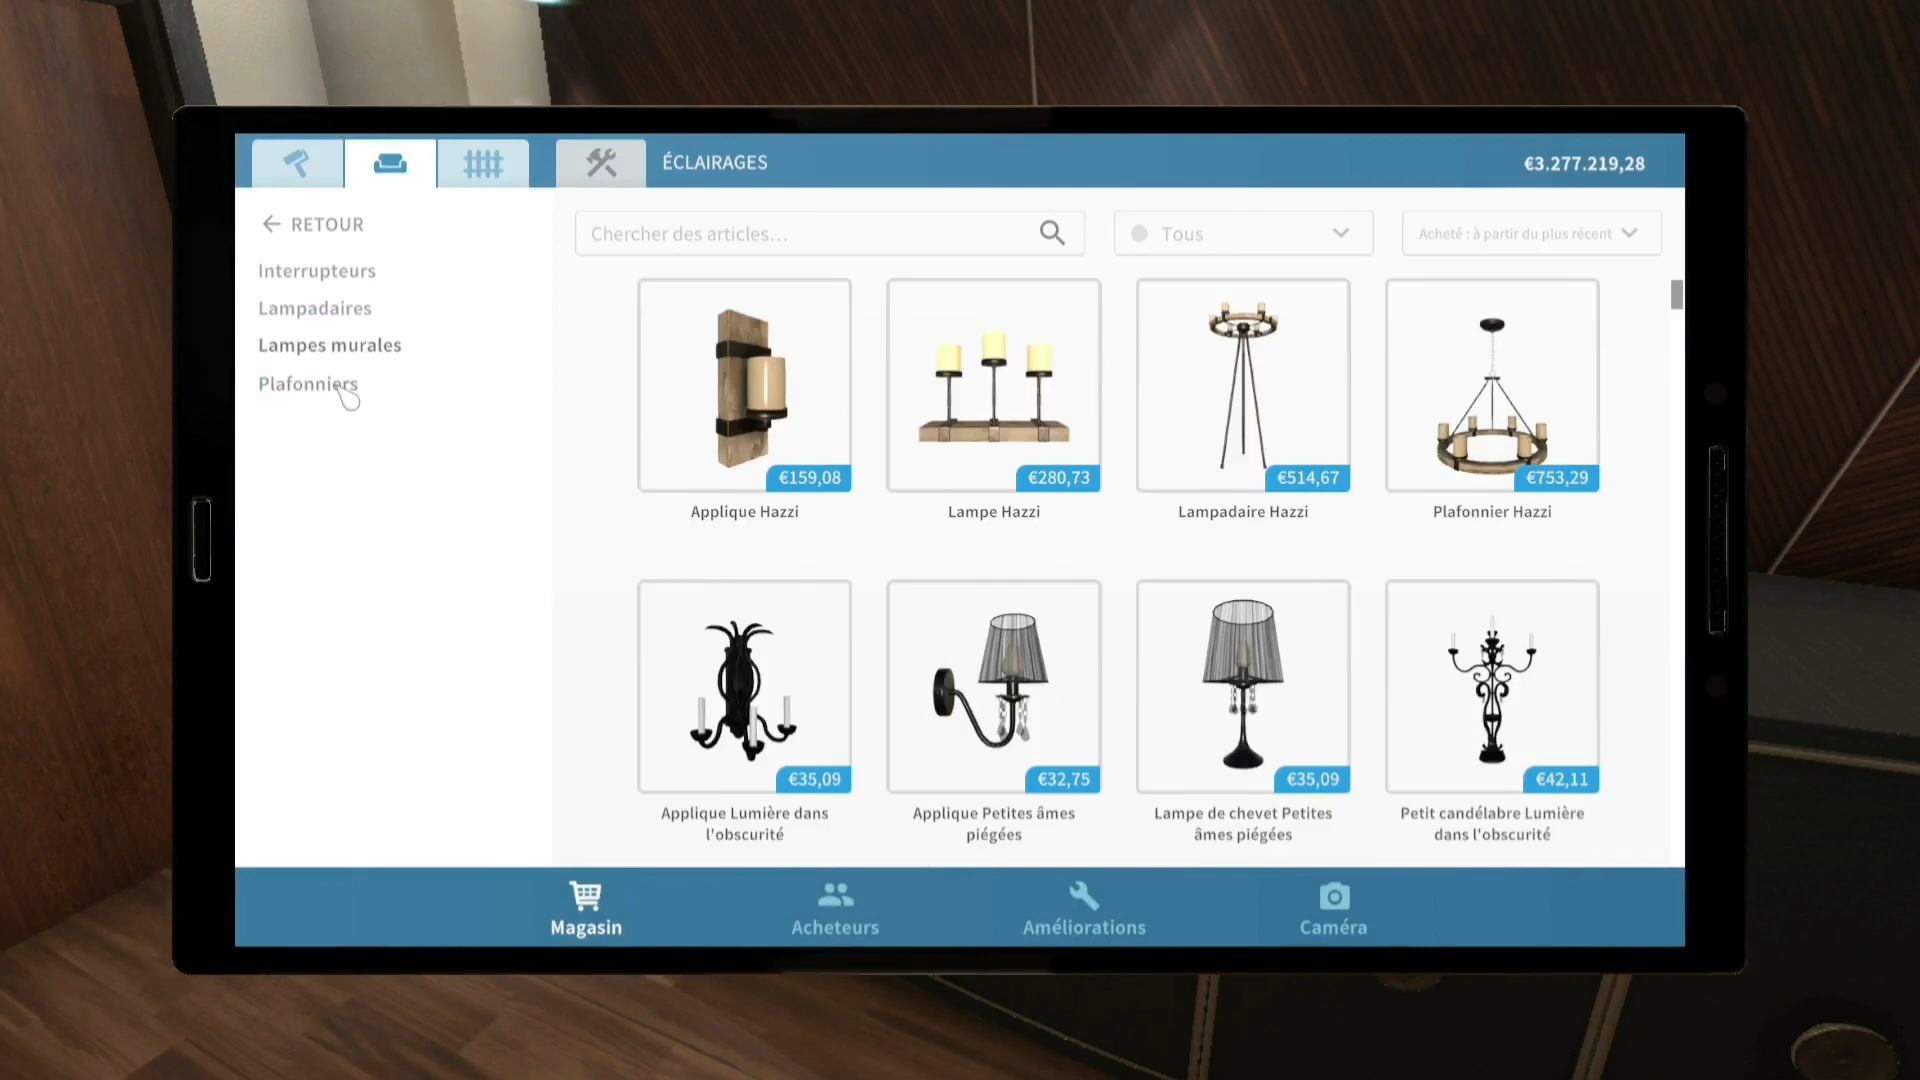 ÉCLAIRAGES
€3.277.219,28
RETOUR
Interrupteurs
Lampadaires
Lampes murales
Plafonniers
Chercher des articles...
Tous
Acheté : à partir du plus récent
€159,08
€280,73
€514,67
€753,29
Applique Hazzi
Lampe Hazzi
Lampadaire Hazzi
Plafonnier Hazzi
€35,09
€32,75
€35,09
€42,11
Applique Lumière dans
l'obscurité
Applique Petites âmes
piégées
Lampe de chevet Petites
âmes piégées
Petit candélabre Lumière
dans l'obscurité
Magasin
Acheteurs
Améliorations
Caméra